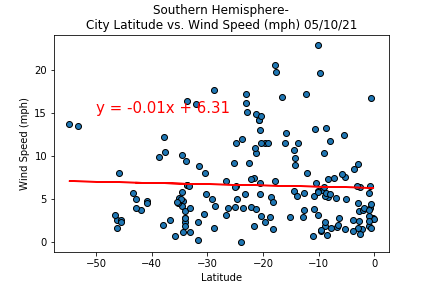 Southern Hemisphere-
City Latitude vs. Wind Speed (mph) 05/10/21
20
15
10
5
0
Wind Speed (mph)
y = -0.01x + 6.31
−50
−40
−30
−20
−10
0
Latitude